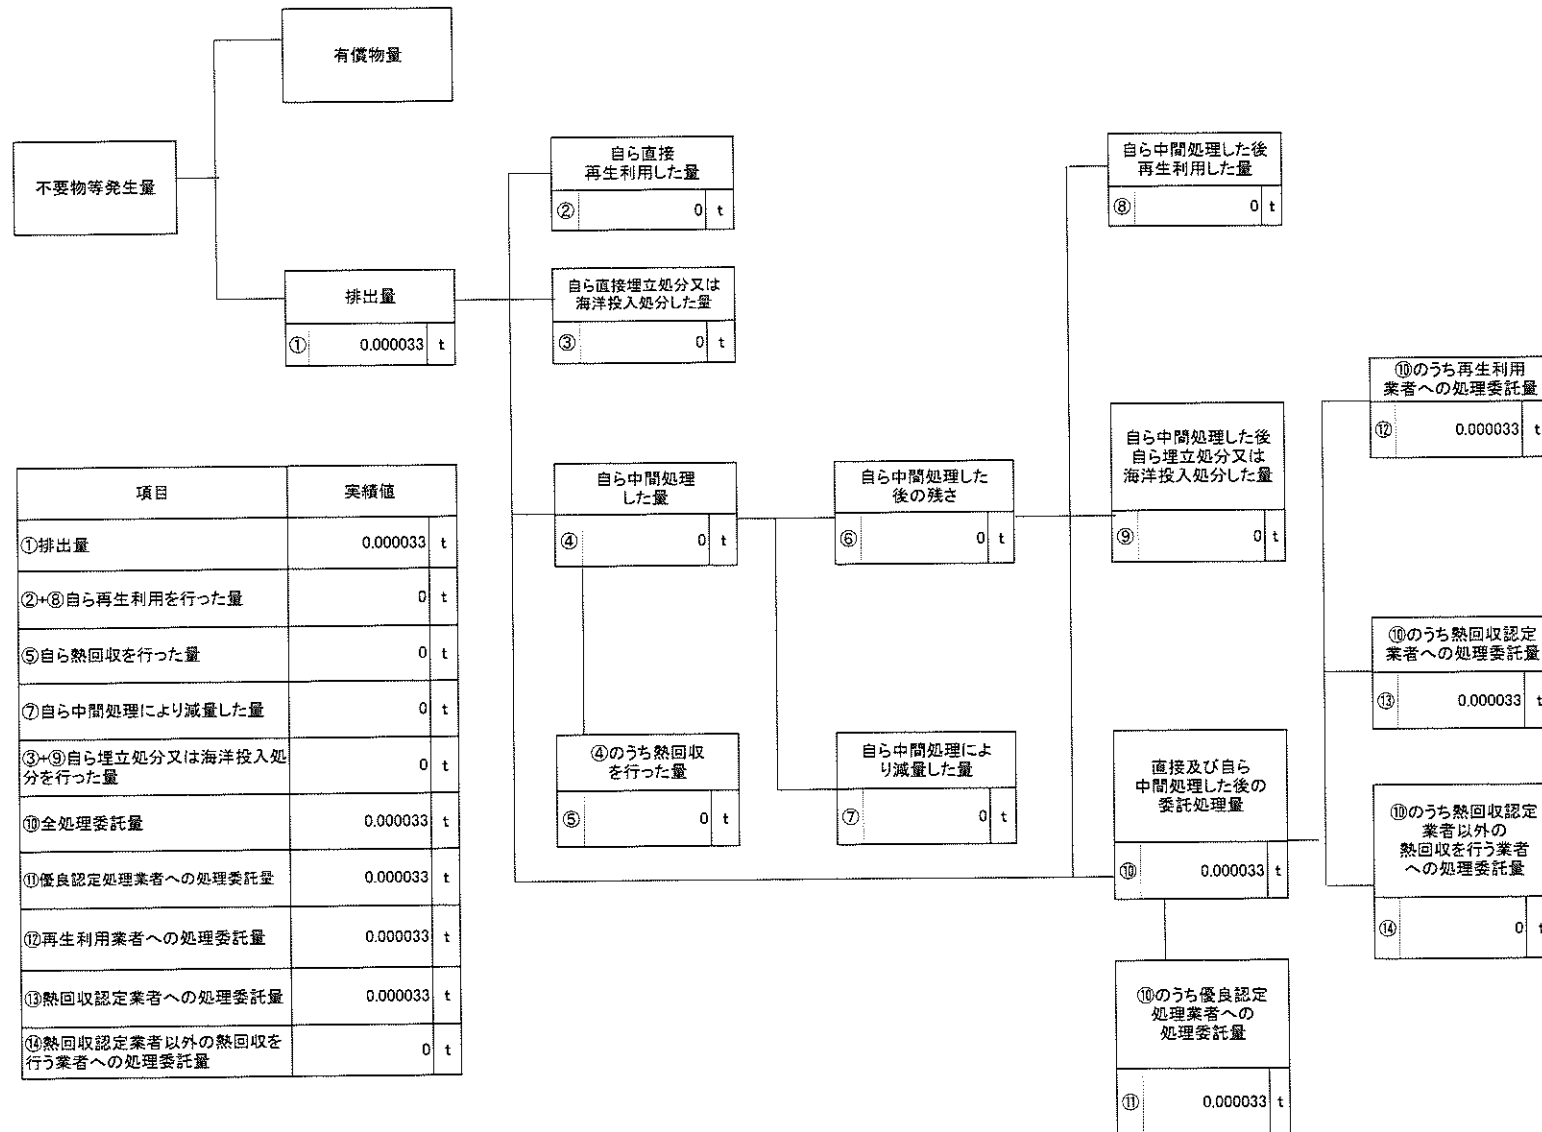 有償物量
不要物等発生量
排出量
① 0.000033 t
自ら直接
再生利用した量
② 0 t
自ら直接埋立処分又は
海洋投入処分した量
③ 0 t
自ら中間処理
した量
④ 0 t
④のうち熱回収
を行った量
⑤ 0 t
自ら中間処理した
後の残さ
⑥ 0 t
自ら中間処理によ
り減量した量
⑦ 0 t
自ら中間処理した後
再生利用した量
⑧ 0 t
自ら中間処理した後
自ら埋立処分又は
海洋投入処分した量
⑨ 0 t
直接及び自ら
中間処理した後の
委託処理量
⑩ 0.000033 t
⑩のうち優良認定
処理業者への
処理委託量
⑪ 0.000033 t
⑩のうち再生利用
業者への処理委託量
⑫ 0.000033 t
⑩のうち熱回収認定
業者への処理委託量
⑬ 0.000033 t
⑩のうち熱回収認定
業者以外の
熱回収を行う業者
への処理委託量
⑭ 0 t
項目 実績値
①排出量 0.000033 t
②+⑧自ら再生利用を行った量 0 t
⑤自ら熱回収を行った量 0 t
⑦自ら中間処理により減量した量 0 t
③+⑨自ら埋立処分又は海洋投入処
分を行った量 0 t
⑩全処理委託量 0.000033 t
⑪優良認定処理業者への処理委託量 0.000033 t
⑫再生利用業者への処理委託量 0.000033 t
⑬熱回収認定業者への処理委託量 0.000033 t
⑭熱回収認定業者以外の熱回収を
行う業者への処理委託量 0 t